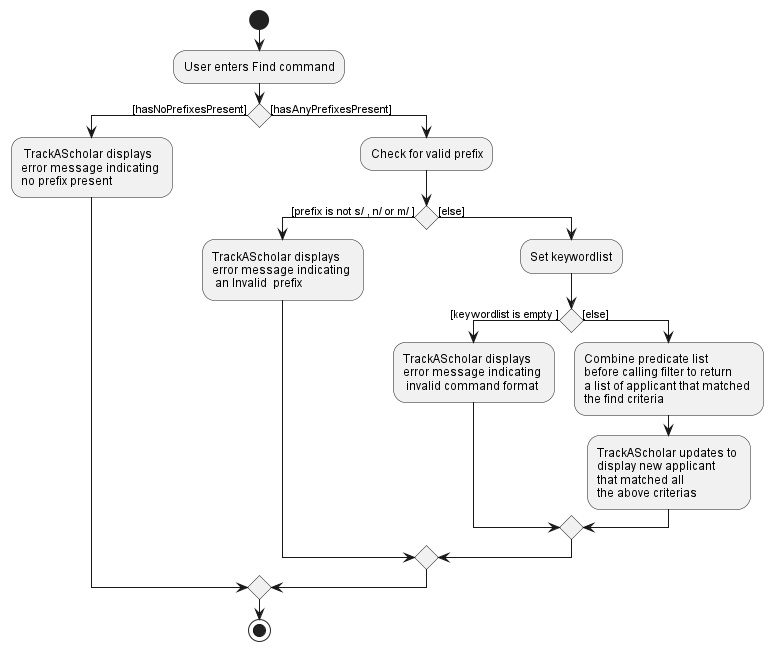 User enters Find command
[hasNoPrefixesPresent]
[hasAnyPrefixesPresent]
TrackAScholar displays
error message indicating
no prefix present
Check for valid prefix
[prefix is not s/ , n/ or m/ ]
[else]
TrackAScholar displays
error message indicating
an Invalid  prefix
Set keywordlist
[keywordlist is empty ]
[else]
TrackAScholar displays
error message indicating
invalid command format
Combine predicate list
before calling filter to return
a list of applicant that matched
the find criteria
TrackAScholar updates to
display new applicant
that matched all
the above criterias